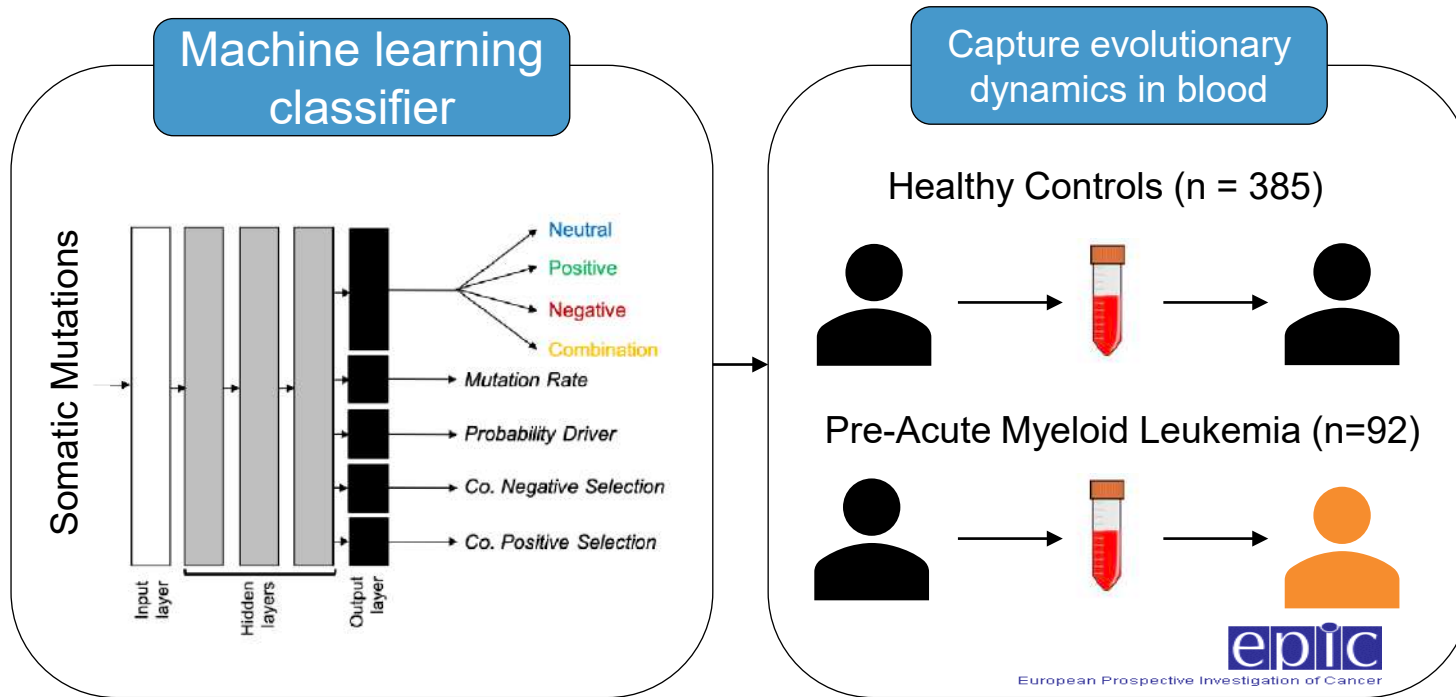 Machine learning
classifier
Somatic Mutations
Neutral
Positive
Negative
Combination
Mutation Rate
Probability Driver
Co. Negative Selection
Co. Positive Selection
Input
layer
Hidden
layers
Output
layer
Capture evolutionary
dynamics in blood
Healthy Controls (n = 385)
Pre-Acute Myeloid Leukemia (n=92)
epic
European Prospective Investigation of Cancer